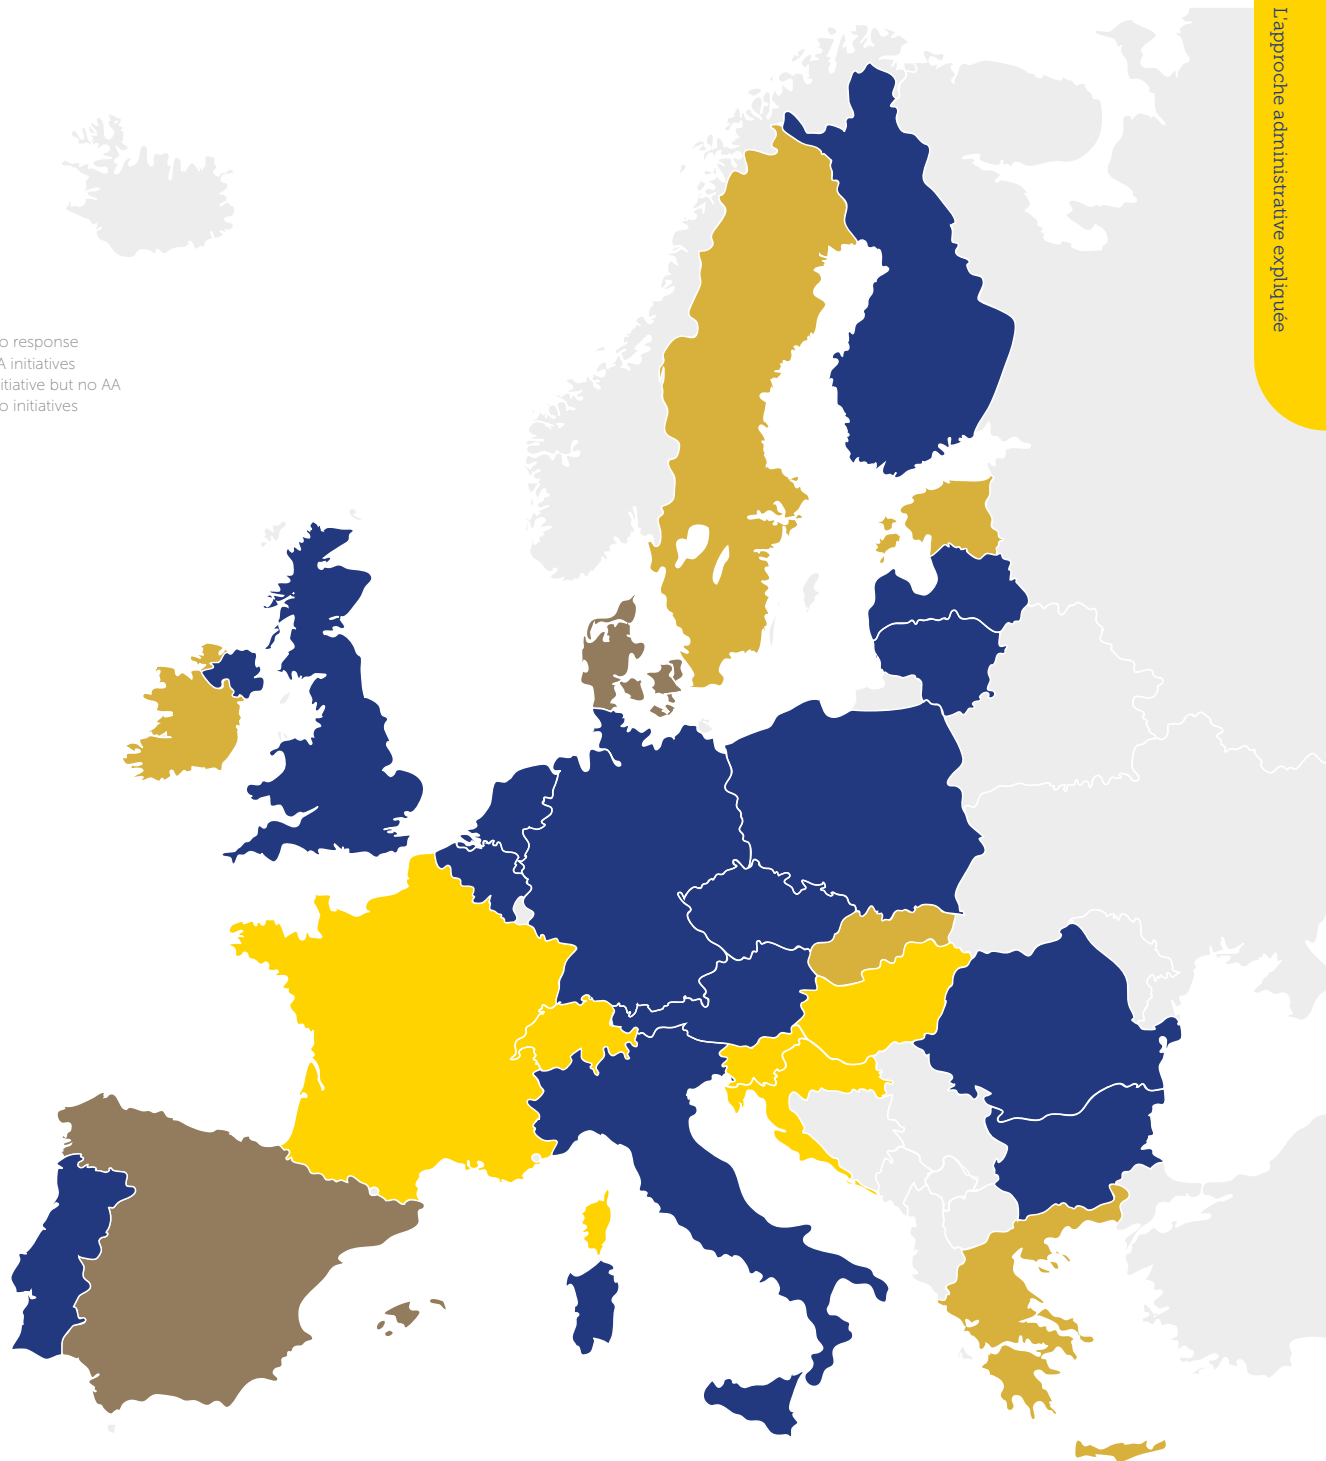 L'approche administrative expliquée
o response
A initiatives
itiative but no AA
o initiatives